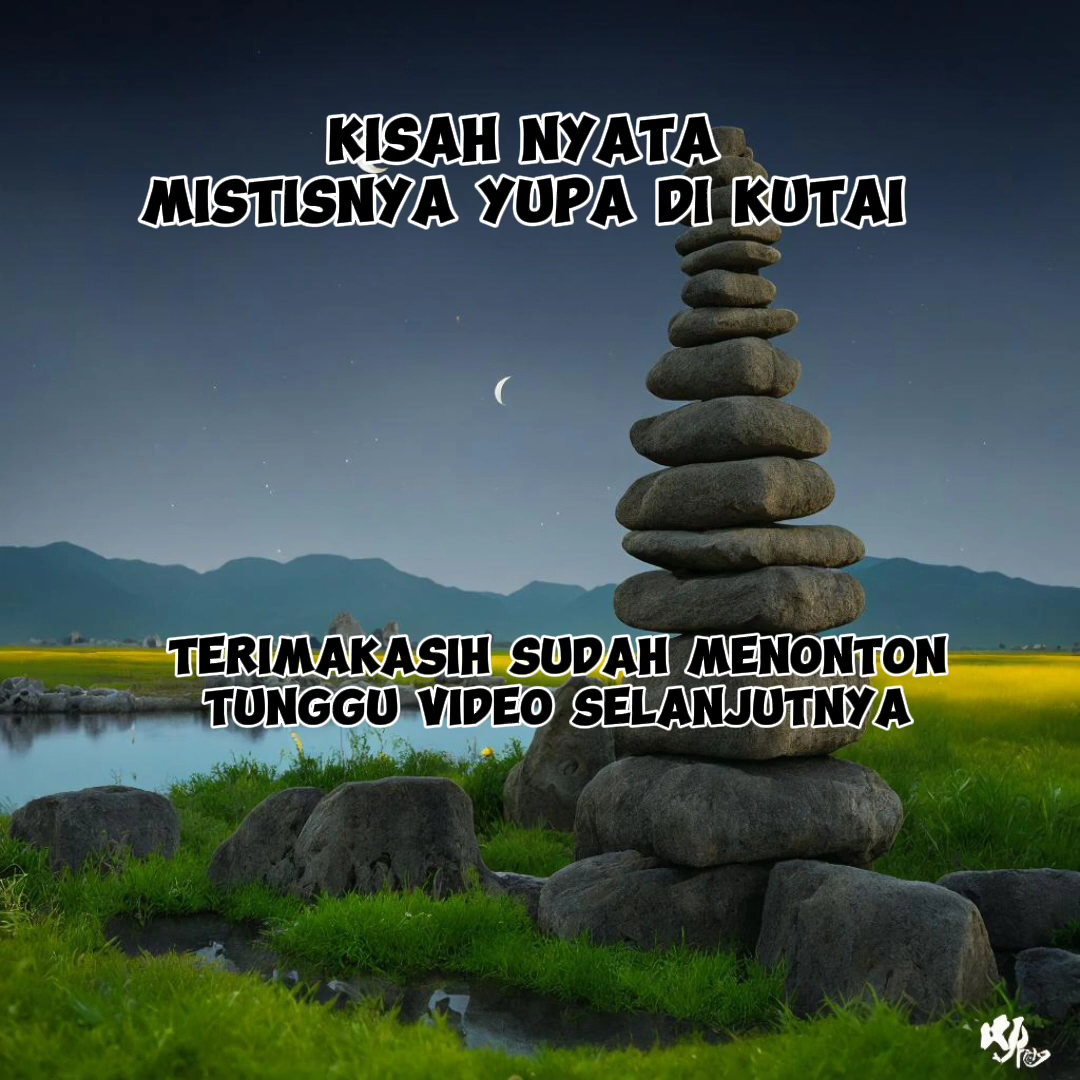 KISAH NYATA
MISTISNYA YUPA DI KUTAI
TERIMAKASIH SUDAH MENONTON
TUNGGU VIDEO SELANJUTNYA